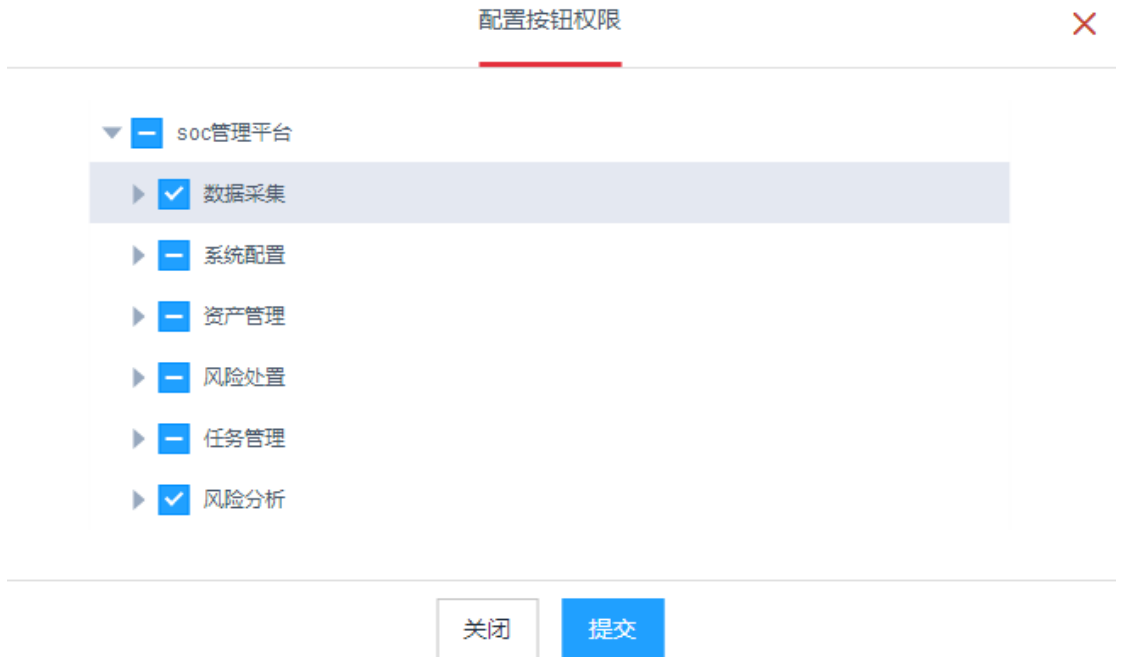 配置按钮权限
soc管理平台
数据采集
系统配置
资产管理
风险处置
任务管理
风险分析
关闭
提交